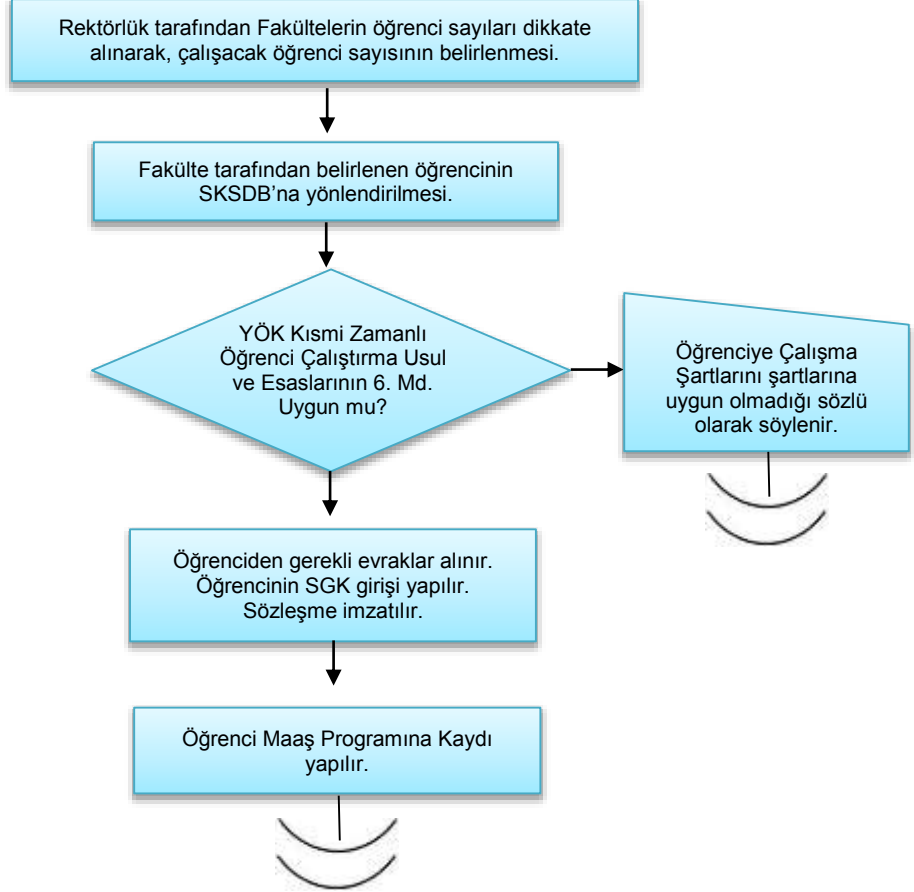 Rektörlük tarafından Fakültelerin öğrenci sayıları dikkate
alınarak, çalışacak öğrenci sayısının belirlenmesi.
Fakülte tarafından belirlenen öğrencinin
SKSDB’na yönlendirilmesi.
YÖK Kısmi Zamanlı
Öğrenci Çalıştırma Usul
ve Esaslarının 6. Md.
Uygun mu?
Öğrenciye Çalışma
Şartlarını şartlarına
uygun olmadığı sözlü
olarak söylenir.
Öğrenciden gerekli evraklar alınır.
Öğrencinin SGK girişi yapılır.
Sözleşme imzatılır.
Öğrenci Maaş Programına Kaydı
yapılır.